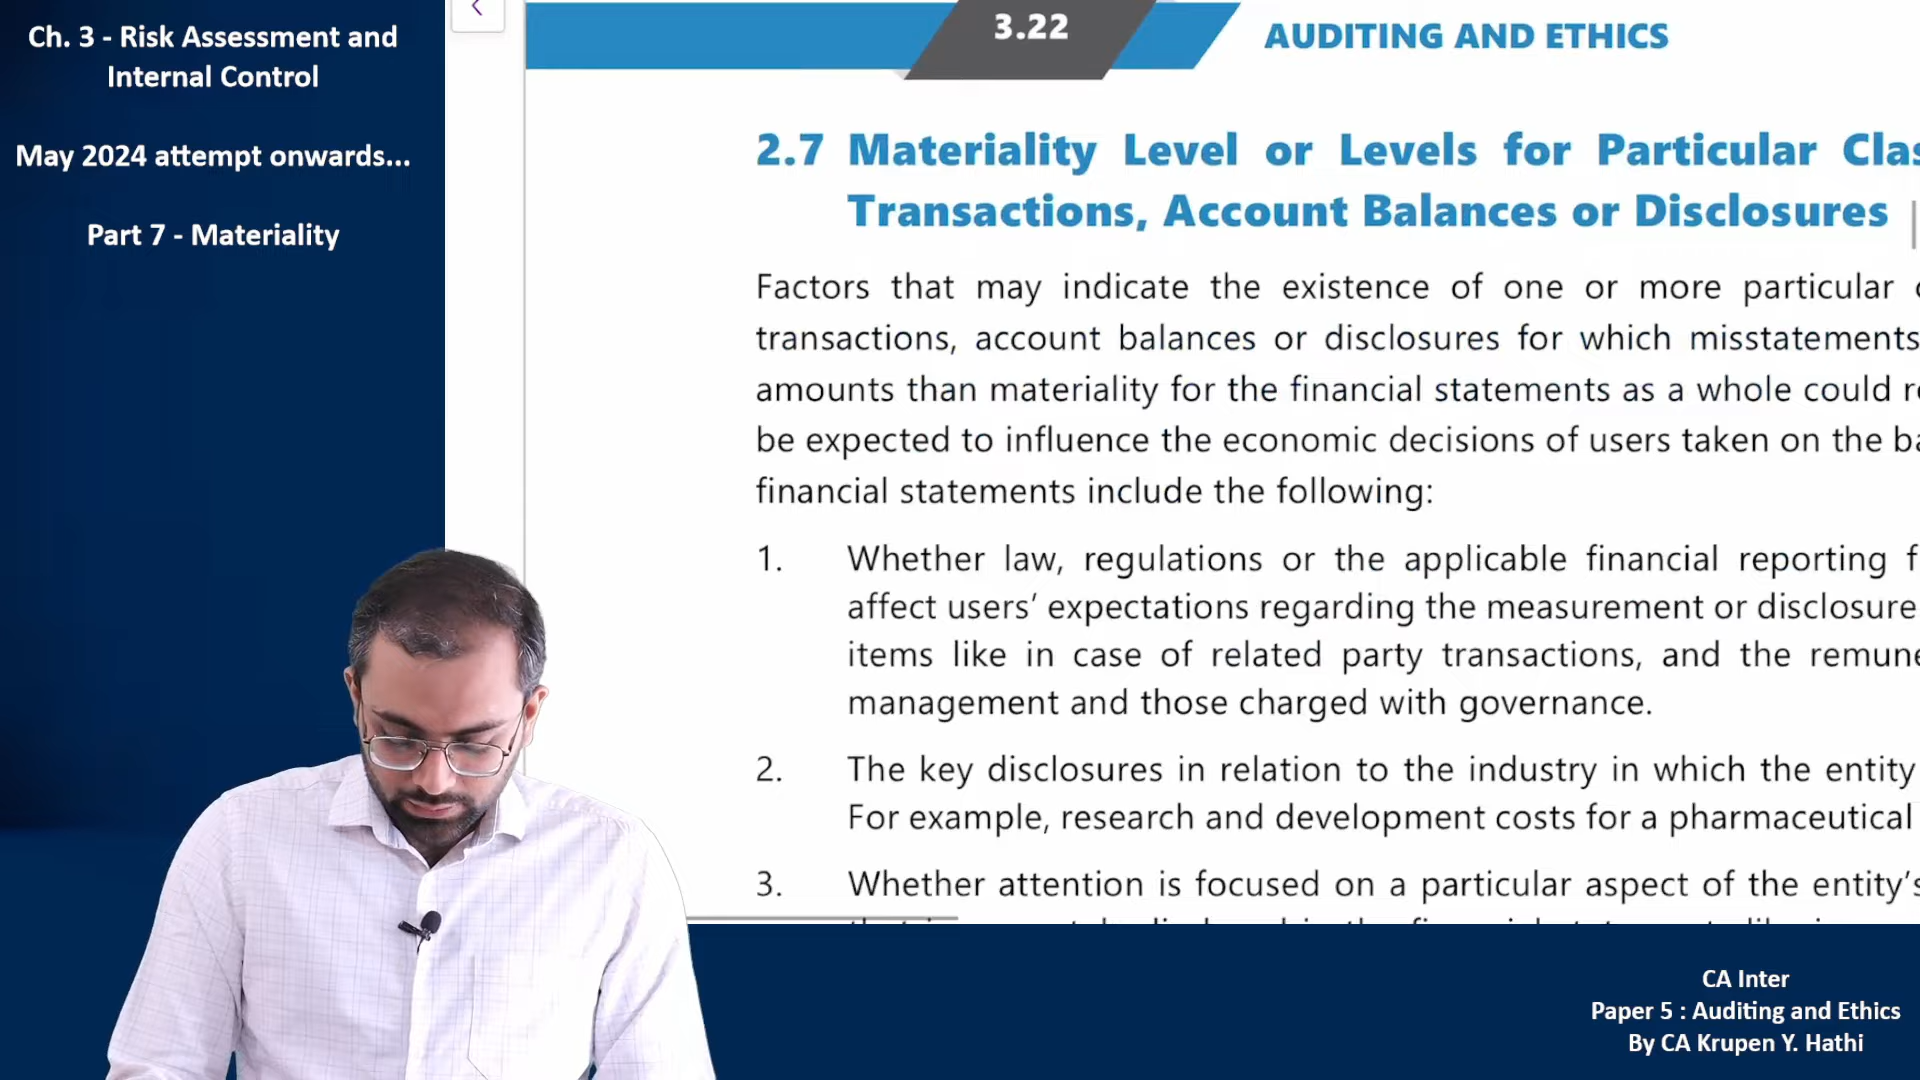 Ch. 3 - Risk Assessment and
Internal Control
May 2024 attempt onwards...
Part 7 - Materiality
3.22
AUDITING AND ETHICS
2.7 Materiality Level or Levels for Particular
Transactions, Account Balances or Disclosures
Factors that may indicate the existence of one or more particular
transactions, account balances or disclosures for which misstatements
amounts than materiality for the financial statements as a whole could
be expected to influence the economic decisions of users taken on the
financial statements include the following:
1. Whether law, regulations or the applicable financial reporting
affect users’ expectations regarding the measurement or disclosure
items like in case of related party transactions, and the
management and those charged with governance.
2. The key disclosures in relation to the industry in which the entity
For example, research and development costs for a pharmaceutical
3. Whether attention is focused on a particular aspect of the entity’s
CA Inter
Paper 5 : Auditing and Ethics
By CA Krupen Y. Hathi